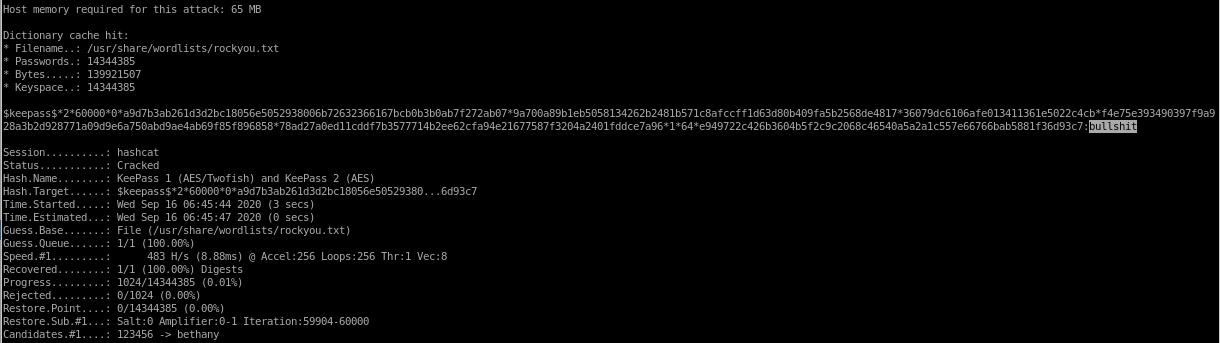 Host memory required for this attack: 65 MB
Dictionary cache hit:
* Filename..: /usr/share/wordlists/rockyou.txt
* Passwords.: 14344385
* Bytes.....: 139921507
* Keyspace..: 14344385
$keepass$*2*60000*0*a9d7b3ab261d3d2bc18056e5052938006b72632366167bcb0b3b0ab7f272ab07*9a700a89b1eb5058134262b2481b571c8afccff1d63d80b409fa5b2568de4817*36079dc6106afe013411361e5022c4cb*f4e75e393490397f9a9
28a3b2d928771a09d9e6a750abd9ae4ab69f85f896858*78ad27a0ed11cddf7b3577714b2ee62cfa94e21677587f3204a2401fddce7a96*1*64*e949722c426b3604b5f2c9c2068c46540a5a2a1c557e66766bab5881f36d93c7:bullshit
Session..........: hashcat
Status...........: Cracked
Hash.Name........: KeePass 1 (AES/Twofish) and KeePass 2 (AES)
Hash.Target......: $keepass$*2*60000*0*a9d7b3ab261d3d2bc18056e50529380...6d93c7
Time.Started.....: Wed Sep 16 06:45:44 2020 (3 secs)
Time.Estimated...: Wed Sep 16 06:45:47 2020 (0 secs)
Guess.Base.......: File (/usr/share/wordlists/rockyou.txt)
Guess.Queue......: 1/1 (100.00%)
Speed.#1.........:      483 H/s (8.88ms) @ Accel:256 Loops:256 Thr:1 Vec:8
Recovered........: 1/1 (100.00%) Digests
Progress.........: 1024/14344385 (0.01%)
Rejected.........: 0/1024 (0.00%)
Restore.Point....: 0/14344385 (0.00%)
Restore.Sub.#1...: Salt:0 Amplifier:0-1 Iteration:59904-60000
Candidates.#1....: 123456 -> bethany